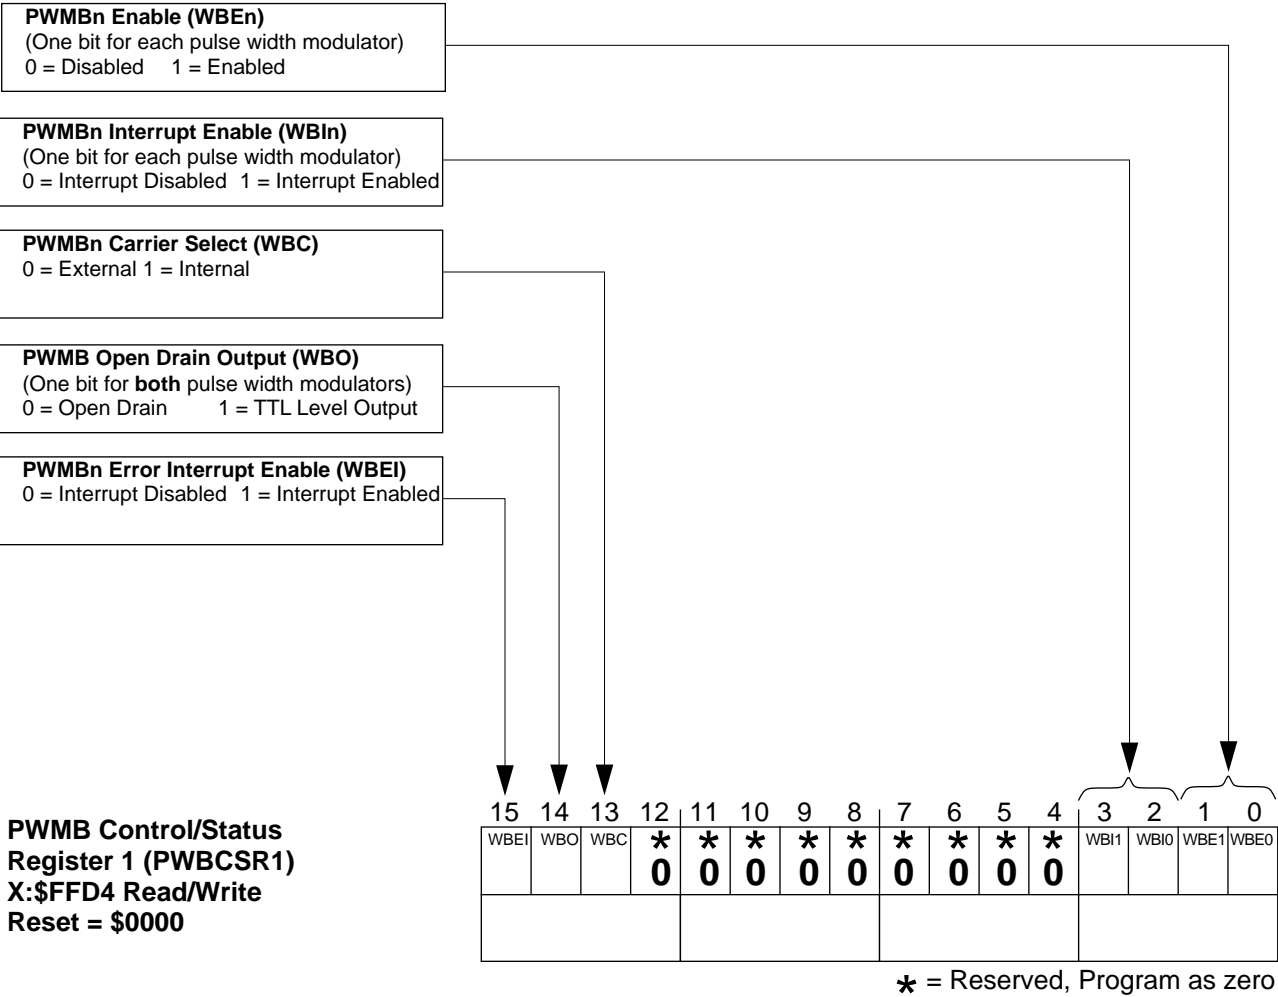 PWMBn Enable (WBEn)
(One bit for each pulse width modulator)
0 = Disabled 1 = Enabled
PWMBn Interrupt Enable (WBIn)
(One bit for each pulse width modulator)
0 = Interrupt Disabled 1 = Interrupt Enabled
PWMBn Carrier Select (WBC)
0 = External 1 = Internal
PWMB Open Drain Output (WBO)
(One bit for both pulse width modulators)
0 = Open Drain 1 = TTL Level Output
PWMBn Error Interrupt Enable (WBEI)
0 = Interrupt Disabled 1 = Interrupt Enabled
15 14 13 12 11 10 9 8 7 6 5 4 3 2 1 0
WBEI WBO WBC * * * * * * * * * WBI1 WBI0 WBE1 WBE0
0 0 0 0 0 0 0 0 0
PWMB Control/Status
Register 1 (PWBCSR1)
X:$FFD4 Read/Write
Reset = $0000
* = Reserved, Program as zero